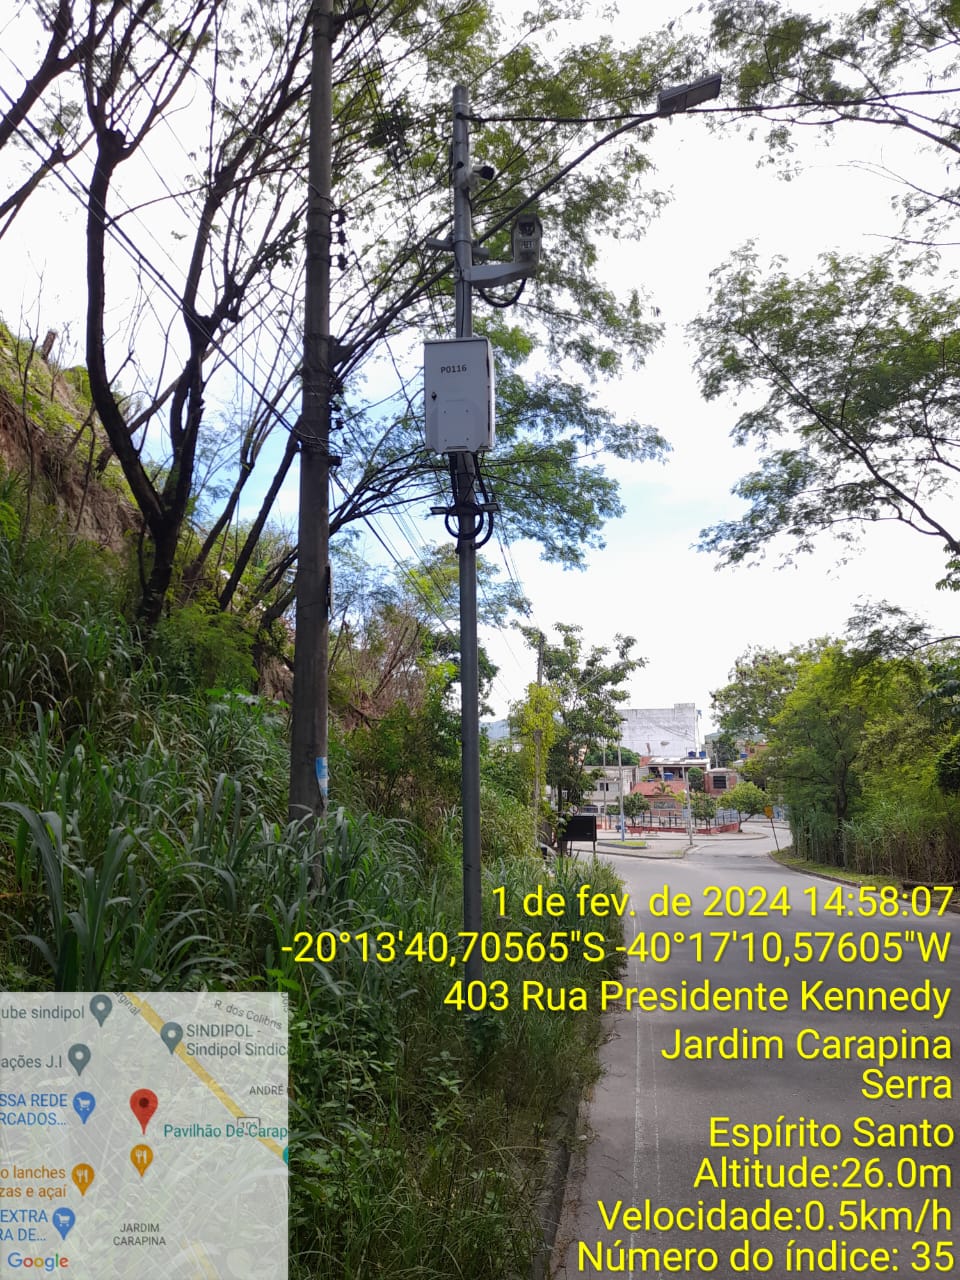 P0116
1 de fev. de 2024 14:58:07
-20°13'40,70565"S -40°17'10,57605"W
403 Rua Presidente Kennedy
Jardim Carapina
Serra
Espírito Santo
Altitude:26.0m
Velocidade:0.5km/h
Número do índice: 35
ube sindipol
R. dos Colibris
SINDIPOL -
Sindipol Sindic
ações J.I
ANDRÉ
SSA REDE
RCADOS...
Pavilhão De Carap
o lanches
zas e açaí
EXTRA
RA DE...
JARDIM
CARAPINA
Google